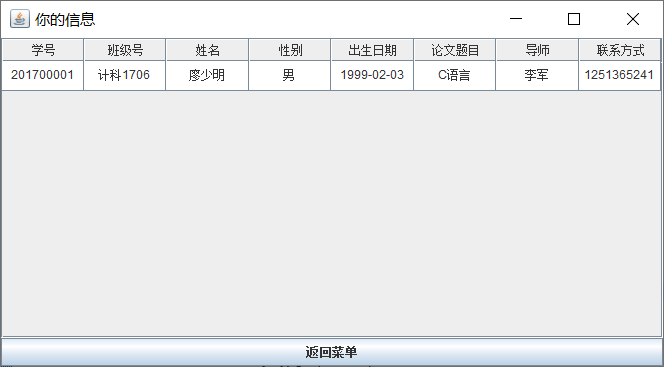 你的信息
学号 班级号 姓名 性别 出生日期 论文题目 导师 联系方式
201700001 计科1706 廖少明 男 1999-02-03 C语言 李军 1251365241
返回菜单